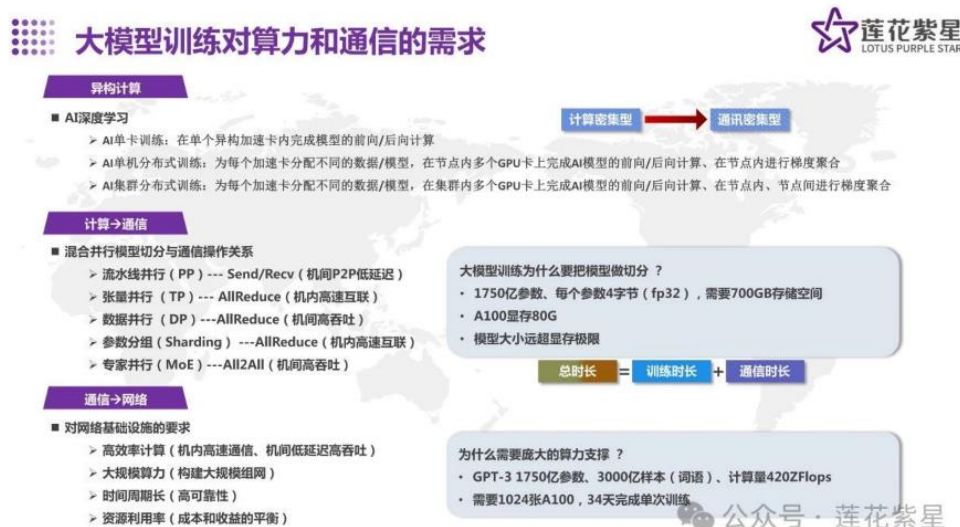 大模型训练对算力和通信的需求
莲花紫星
LOTUS PURPLE STAR
异构计算
■ AI深度学习
计算密集型
通讯密集型
➢ AI单卡训练：在单个异构加速卡内完成模型的前向/后向计算
➢ AI单机分布式训练：为每个加速卡分配不同的数据/模型，在节点内多个GPU卡上完成AI模型的前向/后向计算、在节点内进行梯度聚合
➢ AI集群分布式训练：为每个加速卡分配不同的数据/模型，在集群内多个GPU卡上完成AI模型的前向/后向计算、在节点内、节点间进行梯度聚合
计算→通信
■ 混合并行模型切分与通信操作关系
➢ 流水线并行（PP）--- Send/Recv（机间P2P低延迟）
➢ 张量并行 （TP）--- AllReduce（机内高速互联）
➢ 数据并行 （DP）---AllReduce（机间高吞吐）
➢ 参数分组（Sharding） ---AllReduce（机内高速互联）
➢ 专家并行（MoE）---All2All（机间高吞吐）
大模型训练为什么要把模型做切分 ？
• 1750亿参数、每个参数4字节（fp32），需要700GB存储空间
• A100显存80G
• 模型大小远超显存极限
总时长 = 训练时长 + 通信时长
通信→网络
■ 对网络基础设施的要求
➢ 高效率计算（机内高速通信、机间低延迟高吞吐）
➢ 大规模算力（构建大规模组网）
➢ 时间周期长（高可靠性）
➢ 资源利用率（成本和收益的平衡）
为什么需要庞大的算力支撑 ？
• GPT-3 1750亿参数、3000亿样本（词语）、计算量420ZFlops
• 需要1024张A100，34天完成单次训练
公众号 · 莲花紫星